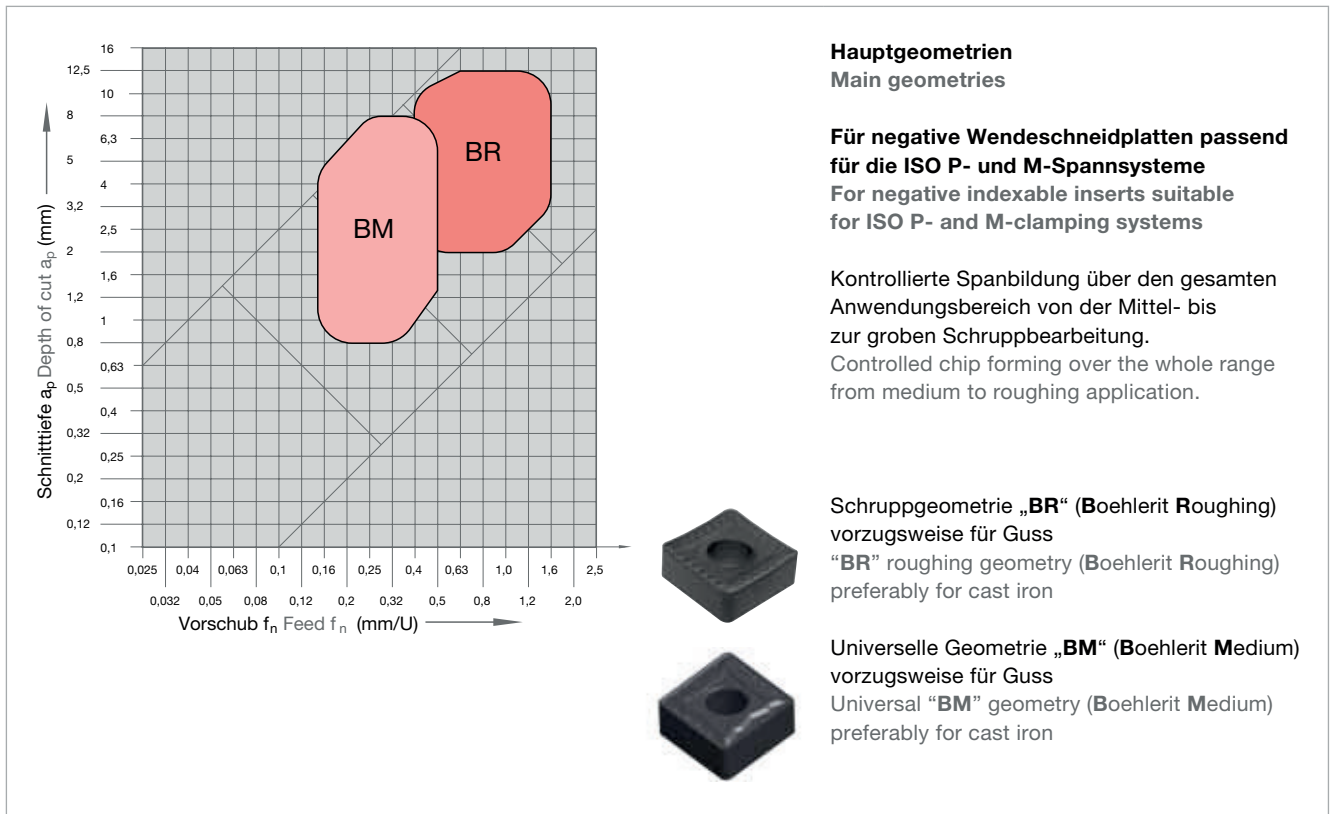 16
12,5
10
8
6,3
5
4
3,2
2,5
2
1,6
1,2
1
0,8
0,63
0,5
0,4
0,32
0,25
0,2
0,16
0,12
0,1
Schnitttiefe ap Depth of cut ap (mm)
BR
BM
0,025 0,04 0,063 0,1 0,16 0,25 0,4 0,63 1,0 1,6 2,5
0,032 0,05 0,08 0,12 0,2 0,32 0,5 0,8 1,2 2,0
Vorschub fn Feed fn (mm/U)
Hauptgeometrien
Main geometries
Für negative Wendeschneidplatten passend
für die ISO P- und M-Spannsysteme
For negative indexable inserts suitable
for ISO P- and M-clamping systems
Kontrollierte Spanbildung über den gesamten
Anwendungsbereich von der Mittel- bis
zur groben Schruppbearbeitung.
Controlled chip forming over the whole range
from medium to roughing application.
Schruppgeometrie „BR“ (Boehlerit Roughing)
vorzugsweise für Guss
“BR” roughing geometry (Boehlerit Roughing)
preferably for cast iron
Universelle Geometrie „BM“ (Boehlerit Medium)
vorzugsweise für Guss
Universal “BM” geometry (Boehlerit Medium)
preferably for cast iron